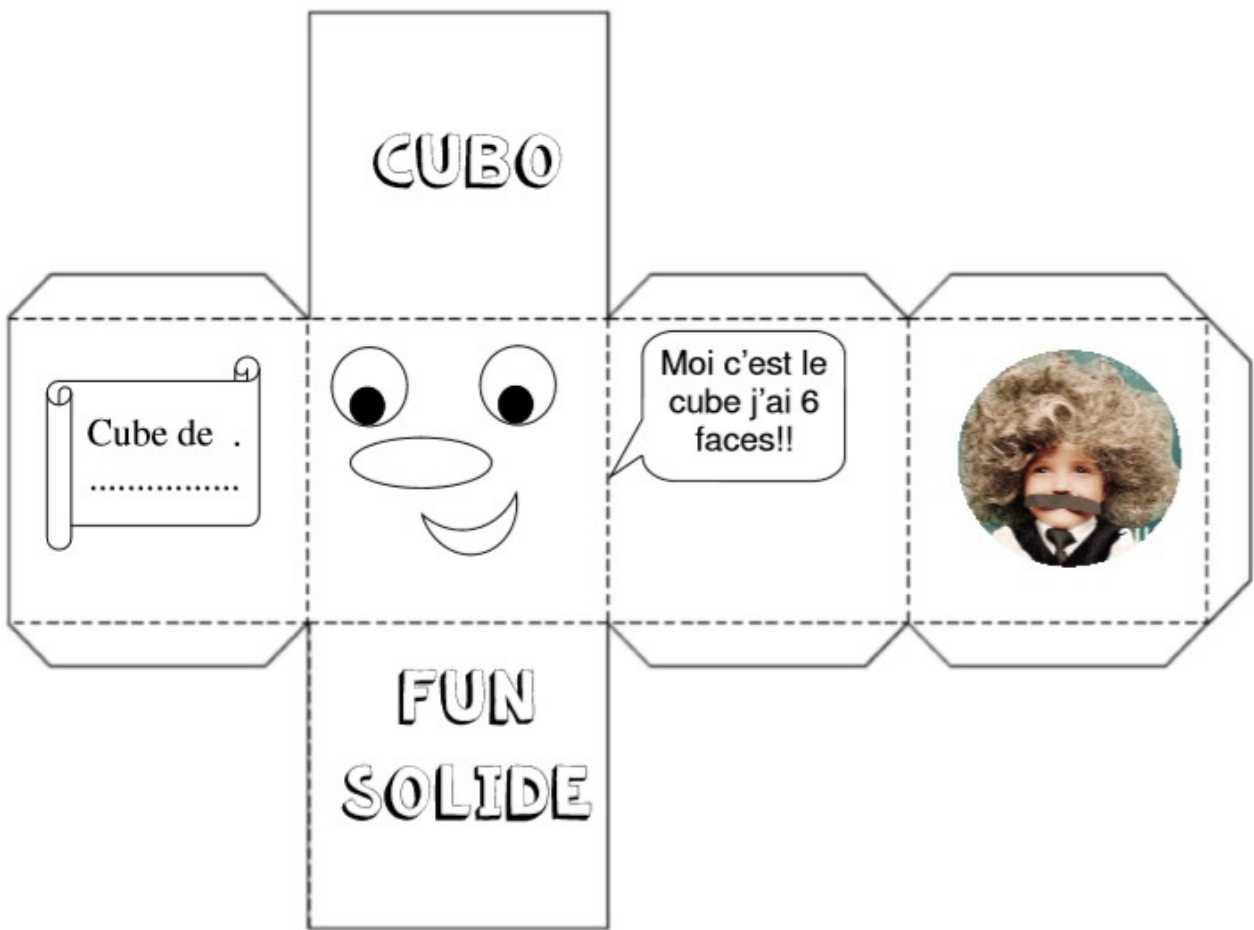 CUBO
Cube de .
................
Moi c'est le
cube j'ai 6
faces!!
FUN
SOLIDE